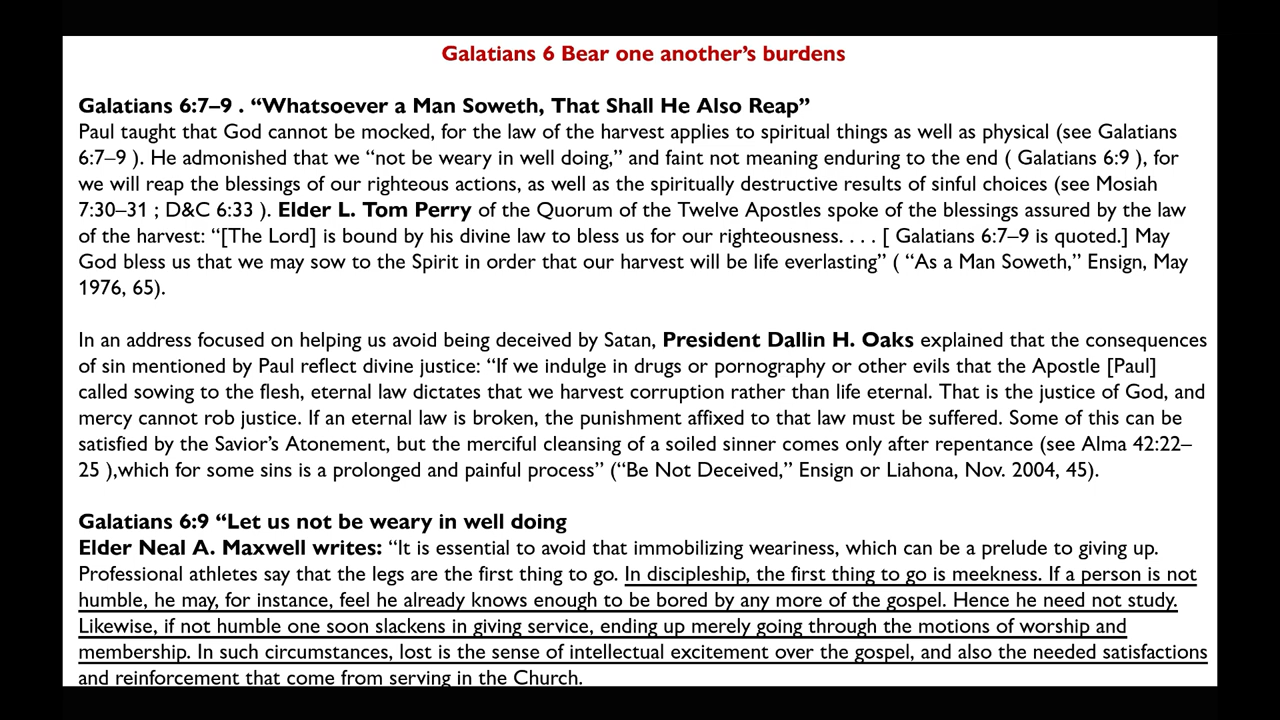 Galatians 6 Bear one another’s burdens
Galatians 6:7–9 . “Whatsoever a Man Soweth, That Shall He Also Reap”
Paul taught that God cannot be mocked, for the law of the harvest applies to spiritual things as well as physical (see Galatians
6:7–9 ). He admonished that we “not be weary in well doing,” and faint not meaning enduring to the end ( Galatians 6:9 ), for
we will reap the blessings of our righteous actions, as well as the spiritually destructive results of sinful choices (see Mosiah
7:30–31 ; D&C 6:33 ). Elder L. Tom Perry of the Quorum of the Twelve Apostles spoke of the blessings assured by the law
of the harvest: “[The Lord] is bound by his divine law to bless us for our righteousness. . . . [ Galatians 6:7–9 is quoted.] May
God bless us that we may sow to the Spirit in order that our harvest will be life everlasting” ( “As a Man Soweth,” Ensign, May
1976, 65).
In an address focused on helping us avoid being deceived by Satan, President Dallin H. Oaks explained that the consequences
of sin mentioned by Paul reflect divine justice: “If we indulge in drugs or pornography or other evils that the Apostle [Paul]
called sowing to the flesh, eternal law dictates that we harvest corruption rather than life eternal. That is the justice of God, and
mercy cannot rob justice. If an eternal law is broken, the punishment affixed to that law must be suffered. Some of this can be
satisfied by the Savior’s Atonement, but the merciful cleansing of a soiled sinner comes only after repentance (see Alma 42:22–
25 ),which for some sins is a prolonged and painful process” (“Be Not Deceived,” Ensign or Liahona, Nov. 2004, 45).
Galatians 6:9 “Let us not be weary in well doing
Elder Neal A. Maxwell writes: “It is essential to avoid that immobilizing weariness, which can be a prelude to giving up.
Professional athletes say that the legs are the first thing to go. In discipleship, the first thing to go is meekness. If a person is not
humble, he may, for instance, feel he already knows enough to be bored by any more of the gospel. Hence he need not study.
Likewise, if not humble one soon slackens in giving service, ending up merely going through the motions of worship and
membership. In such circumstances, lost is the sense of intellectual excitement over the gospel, and also the needed satisfactions
and reinforcement that come from serving in the Church.